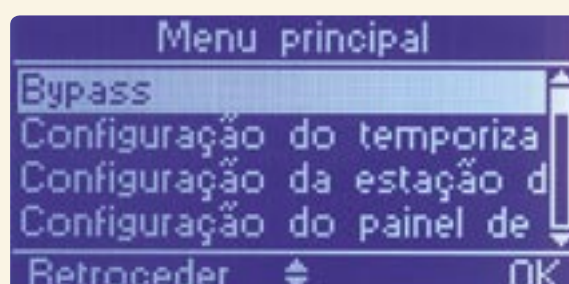 Menu principal
Bypass
Configuração do temporiza
Configuração da estação d
Configuração do painel de
Retroceder OK